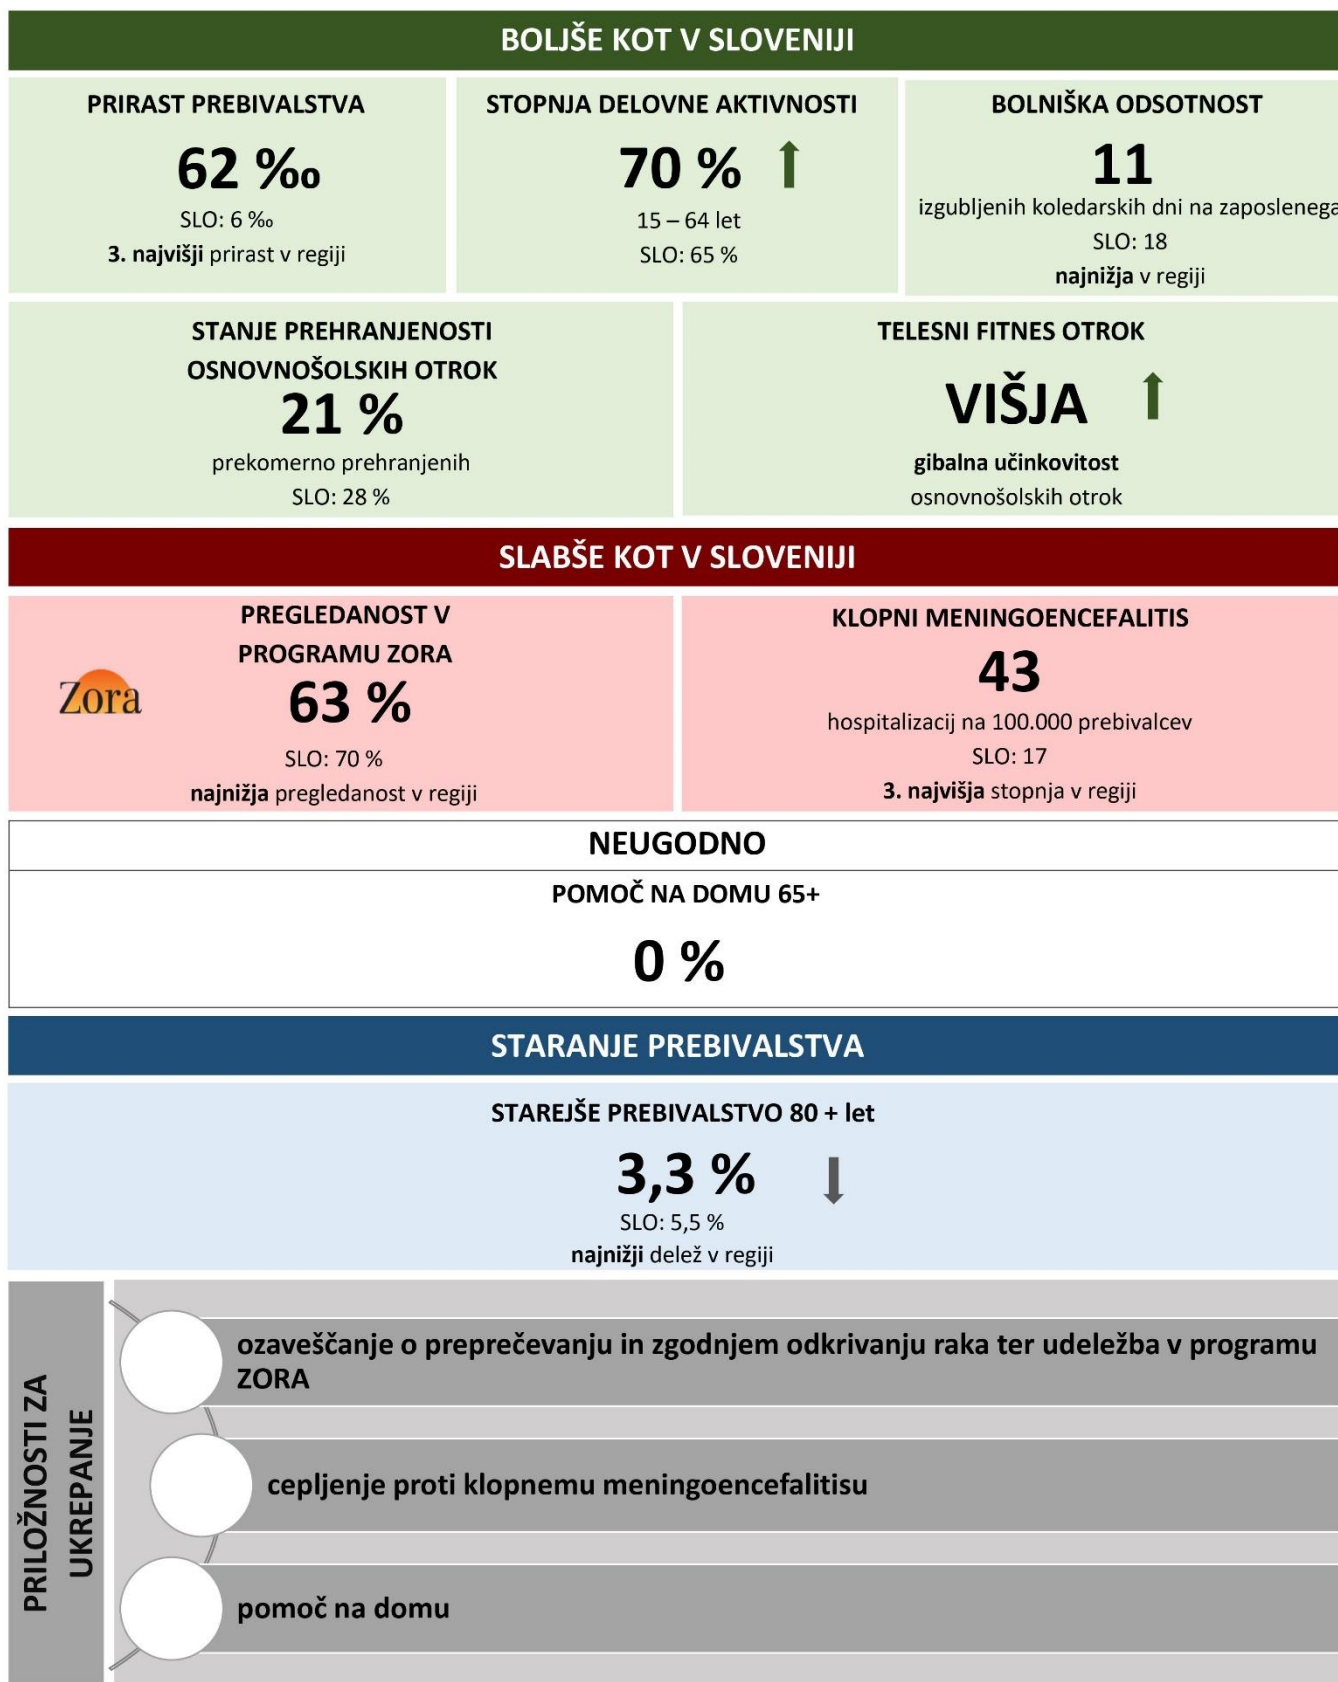 BOLJŠE KOT V SLOVENIJI
PRIRAST PREBIVALSTVA
62 ‰
SLO: 6 ‰
3. najvišji prirast v regiji
STOPNJA DELOVNE AKTIVNOSTI
70 %
15 – 64 let
SLO: 65 %
BOLNIŠKA ODSOTNOST
11
izgubljenih koledarskih dni na zaposlenega
SLO: 18
najnižja v regiji
STANJE PREHRANJENOSTI
OSNOVNOŠOLSKIH OTROK
21 %
prekomerno prehranjenih
SLO: 28 %
TELESNI FITNES OTROK
VIŠJA
gibalna učinkovitost
osnovnošolskih otrok
SLABŠE KOT V SLOVENIJI
PREGLEDANOST V
PROGRAMU ZORA
Zora
63 %
SLO: 70 %
najnižja pregledanost v regiji
KLOPNI MENINGOENCEFALITIS
43
hospitalizacij na 100.000 prebivalcev
SLO: 17
3. najvišja stopnja v regiji
NEUGODNO
POMOČ NA DOMU 65+
0 %
STARANJE PREBIVALSTVA
STAREJŠE PREBIVALSTVO 80 + let
3,3 %
SLO: 5,5 %
najnižji delež v regiji
PRILOŽNOSTI ZA
UKREPANJE
ozaveščanje o preprečevanju in zgodnjem odkrivanju raka ter udeležba v programu
ZORA
cepljenje proti klopnemu meningoencefalitisu
pomoč na domu